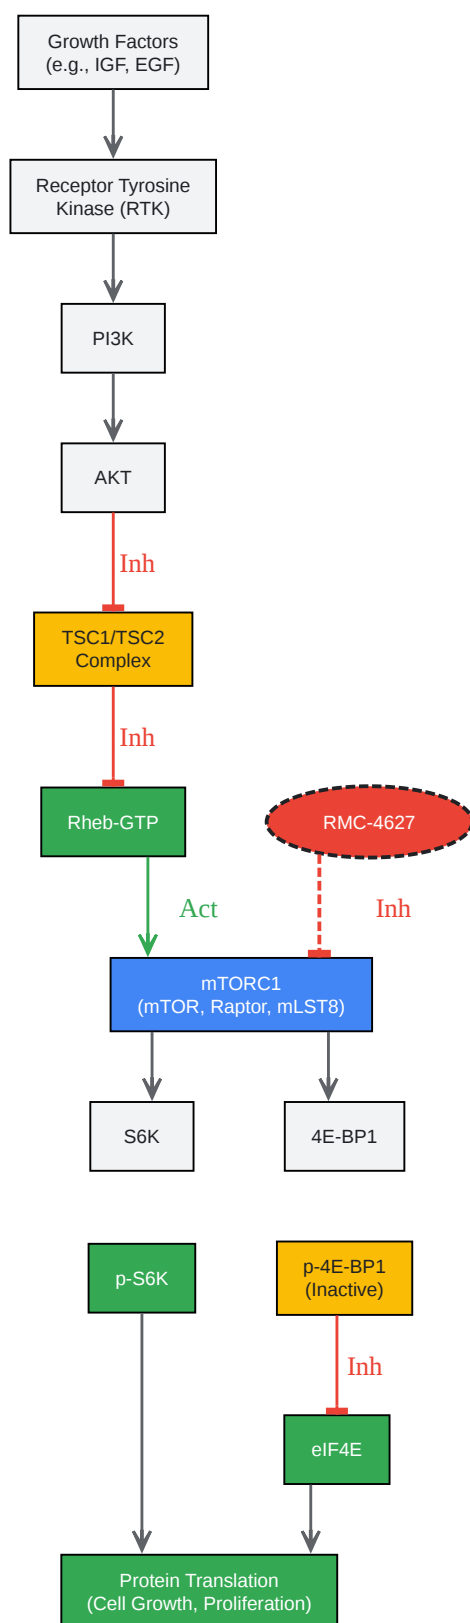 Growth Factors
(e.g., IGF, EGF)
Receptor Tyrosine
Kinase (RTK)
PI3K
AKT
Inh
TSC1/TSC2
Complex
Inh
Rheb-GTP
RMC-4627
Act
Inh
mTORC1
(mTOR, Raptor, mLST8)
S6K
4E-BP1
p-S6K
p-4E-BP1
(Inactive)
Inh
eIF4E
Protein Translation
(Cell Growth, Proliferation)